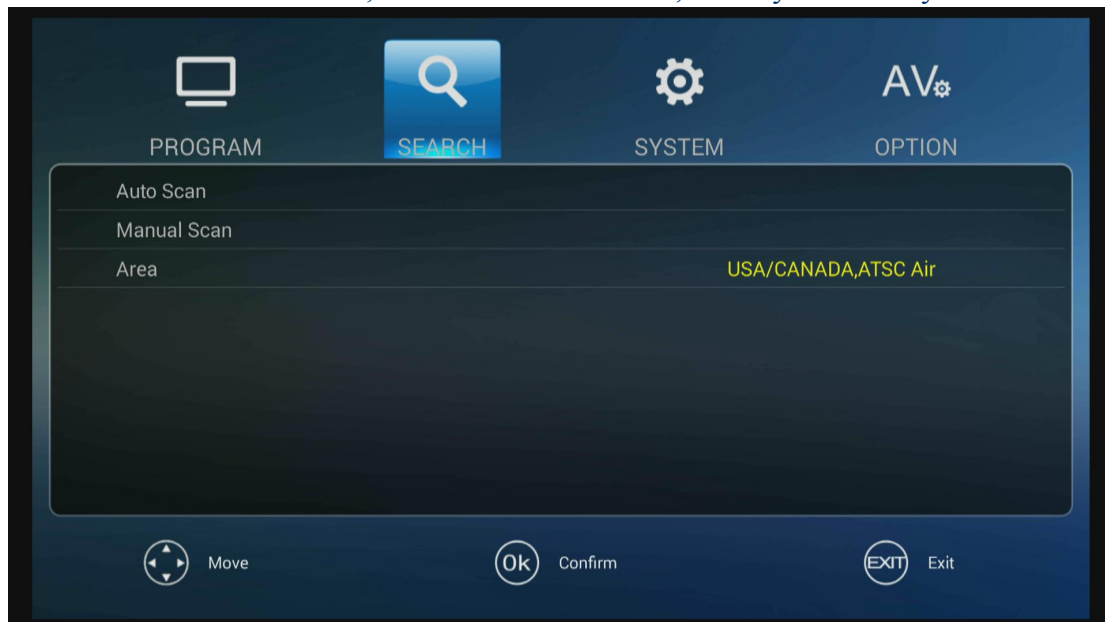 PROGRAM SEARCH SYSTEM AV OPTION
Auto Scan
Manual Scan
Area USA/CANADA,ATSC Air
Move Ok Confirm EXIT Exit